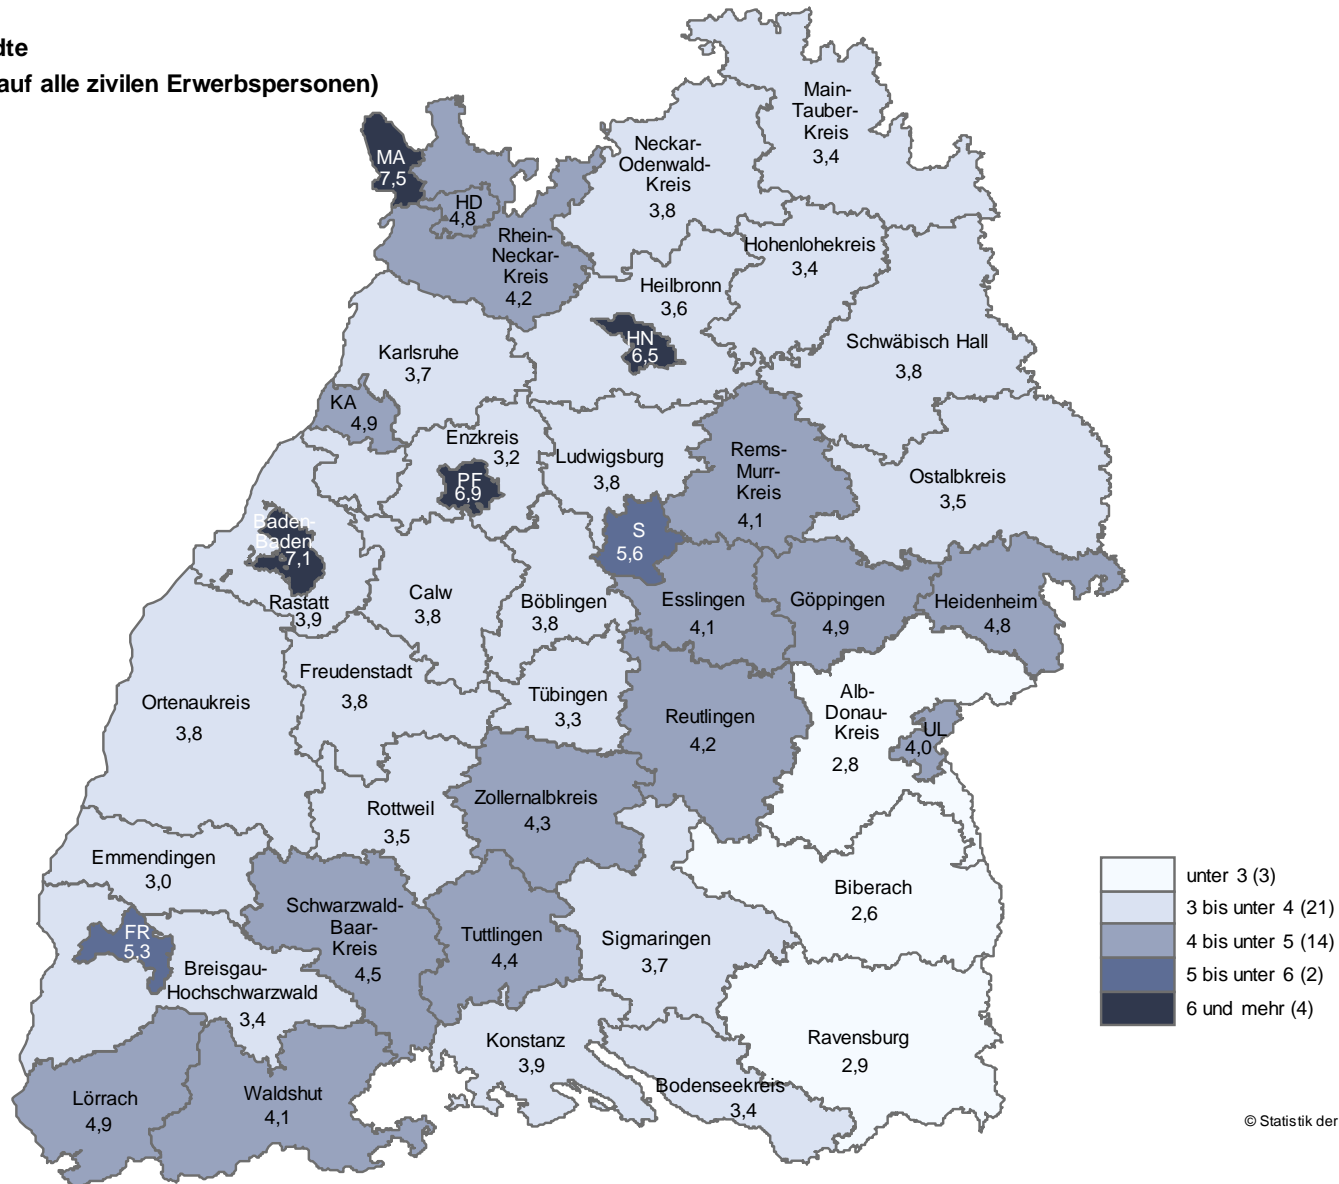 dte
auf alle zivilen Erwerbspersonen)
Main-
Tauber-
Kreis
3,4
MA
7,5
Neckar-
Odenwald-
Kreis
3,8
HD
4,8
Rhein-
Neckar-
Kreis
4,2
Hohenlohekreis
3,4
Heilbronn
3,6
HN
6,5
Schwäbisch Hall
3,8
Karlsruhe
3,7
KA
4,9
Enzkreis
3,2
PF
6,9
Ludwigsburg
3,8
Rems-
Murr-
Kreis
4,1
Ostalbkreis
3,5
Baden-
Baden
7,1
S
5,6
Rastatt
3,9
Calw
3,8
Böblingen
3,8
Esslingen
4,1
Göppingen
4,9
Heidenheim
4,8
Freudenstadt
3,8
Ortenaukreis
3,8
Tübingen
3,3
Reutlingen
4,2
Alb-
Donau-
Kreis
2,8
UL
4,0
Rottweil
3,5
Zollernalbkreis
4,3
Emmendingen
3,0
Biberach
2,6
Schwarzwald-
Baar-
Kreis
4,5
Tuttlingen
4,4
Sigmaringen
3,7
FR
5,3
Breisgau-
Hochschwarzwald
3,4
Konstanz
3,9
Ravensburg
2,9
Bodenseekreis
3,4
Lörrach
4,9
Waldshut
4,1
unter 3 (3)
3 bis unter 4 (21)
4 bis unter 5 (14)
5 bis unter 6 (2)
6 und mehr (4)
© Statistik der